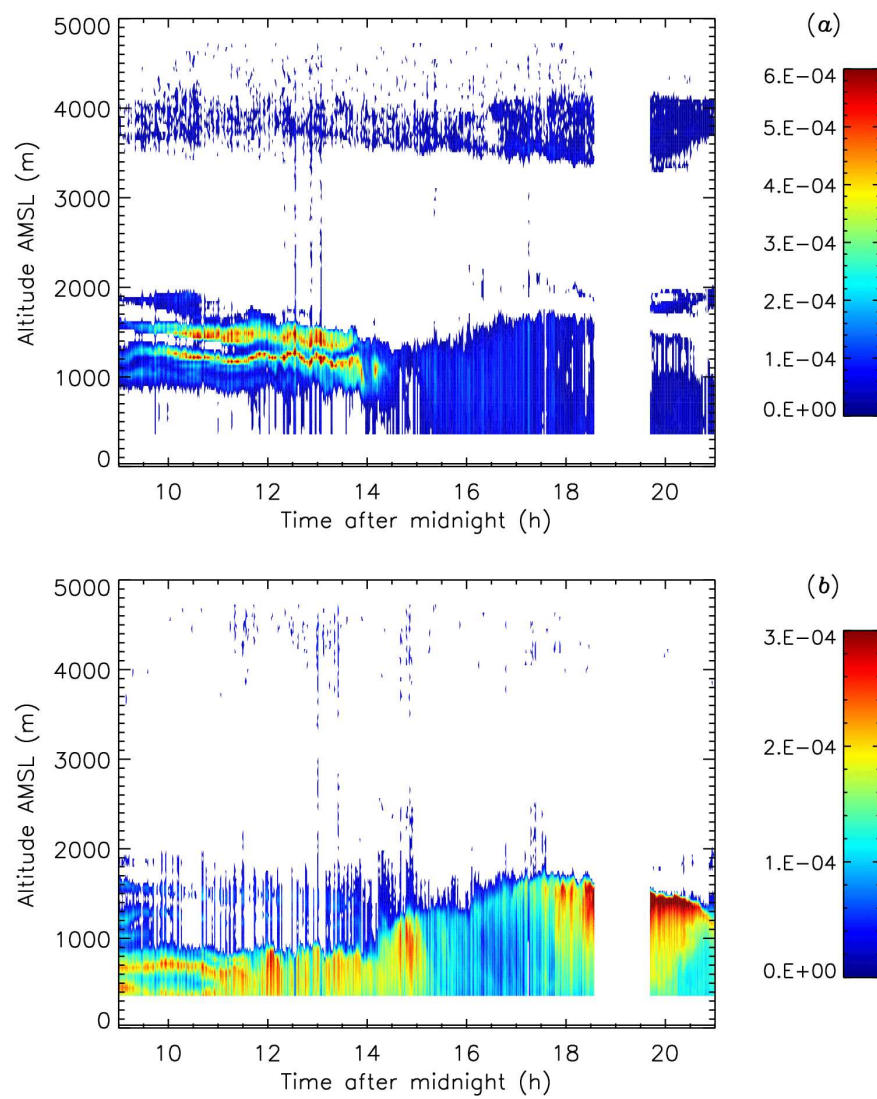 (a)
5000
4000
3000
2000
1000
0
Altitude AMSL (m)
10 12 14 16 18 20
Time after midnight (h)
6.E-04
5.E-04
4.E-04
3.E-04
2.E-04
1.E-04
0.E+00
(b)
5000
4000
3000
2000
1000
0
Altitude AMSL (m)
10 12 14 16 18 20
Time after midnight (h)
3.E-04
2.E-04
1.E-04
0.E+00